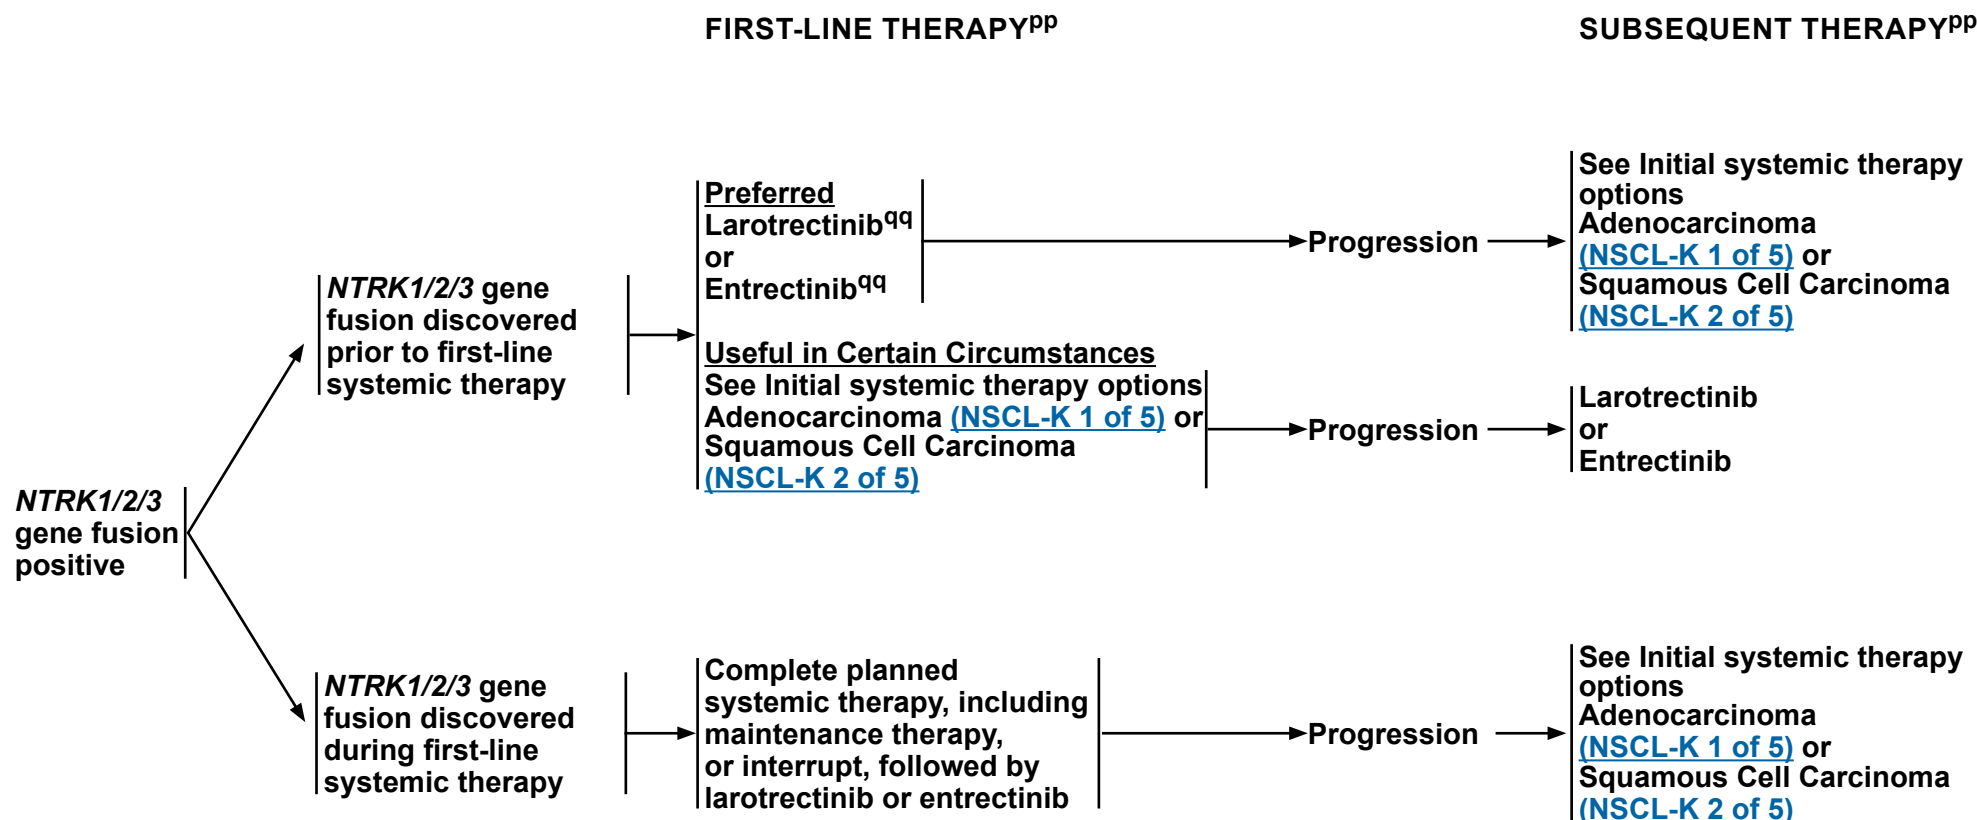 FIRST-LINE THERAPYpp
SUBSEQUENT THERAPYpp
NTRK1/2/3
gene fusion
positive
NTRK1/2/3 gene
fusion discovered
prior to first-line
systemic therapy
Preferred
Larotrectinibqq
or
Entrectinibqq
Progression
See Initial systemic therapy
options
Adenocarcinoma
(NSCL-K 1 of 5) or
Squamous Cell Carcinoma
(NSCL-K 2 of 5)
Useful in Certain Circumstances
See Initial systemic therapy options
Adenocarcinoma (NSCL-K 1 of 5) or
Squamous Cell Carcinoma
(NSCL-K 2 of 5)
Progression
Larotrectinib
or
Entrectinib
NTRK1/2/3 gene
fusion discovered
during first-line
systemic therapy
Complete planned
systemic therapy, including
maintenance therapy,
or interrupt, followed by
larotrectinib or entrectinib
Progression
See Initial systemic therapy
options
Adenocarcinoma
(NSCL-K 1 of 5) or
Squamous Cell Carcinoma
(NSCL-K 2 of 5)